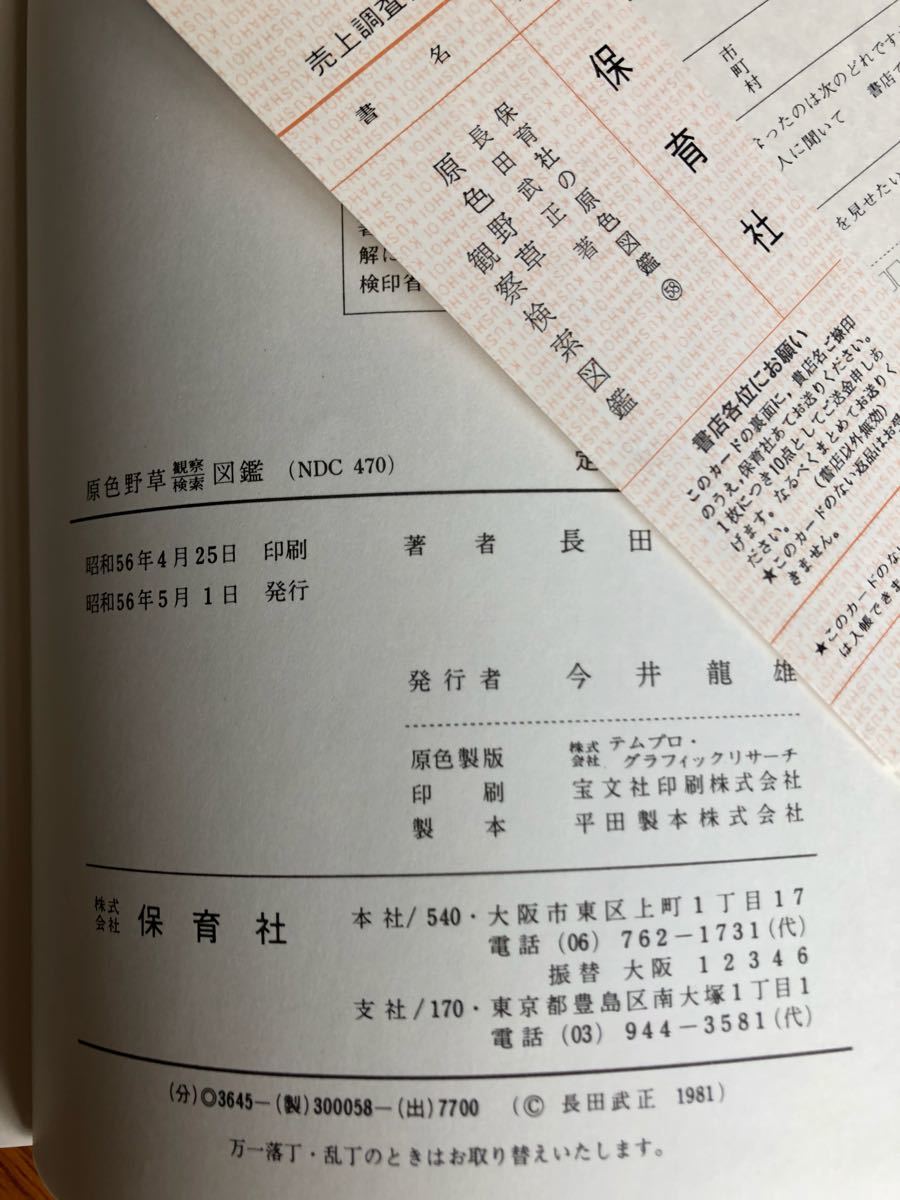 売上調査
書名
保育社の原色図鑑 58
長田武正著
原色野草観察検索図鑑
保育社
市町村
ったのは次のどれです
人に聞いて 書店で
を見せたい
書店各位にお願い
このカードの裏面に,貴店名ご捺印
のうえ,保育社あてお送りください。
1枚につき10点としてご送金申しあ
げます。なるべくまとめてお送りく
ださい。 (書店以外無効)
★このカードのない返品はお受
きません。
★このカードのな
は入帳できま
解に
検印省
原色野草観察検索図鑑 (NDC 470)
定
昭和56年4月25日 印刷
昭和56年5月1日 発行
著者 長田
発行者 今井龍雄
原色製版 株式会社 テムプロ・グラフィックリサーチ
印刷 宝文社印刷株式会社
製本 平田製本株式会社
株式会社 保育社
本社/540・大阪市東区上町1丁目17
電話 (06) 762-1731(代)
振替 大阪 12346
支社/170・東京都豊島区南大塚1丁目1
電話 (03) 944-3581(代)
(分)◎3645-(製)300058-(出)7700 (© 長田武正 1981)
万一落丁・乱丁のときはお取り替えいたします。